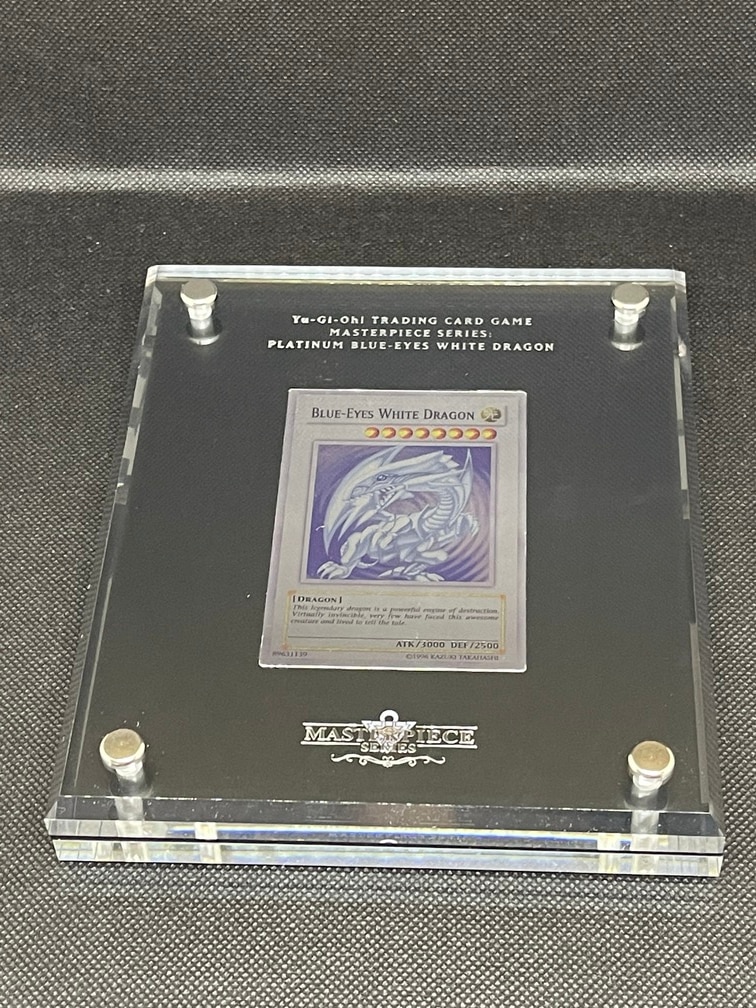 Yu-Gi-Oh! TRADING CARD GAME
MASTERPIECE SERIES:
PLATINUM BLUE-EYES WHITE DRAGON
BLUE-EYES WHITE DRAGON 光
[DRAGON]
This legendary dragon is a powerful engine of destruction.
Virtually invincible, very few have faced this awesome
creature and lived to tell the tale.
ATK/3000 DEF/2500
89631139 ©1996 KAZUKI TAKAHASHI
MASTERPIECE
SERIES